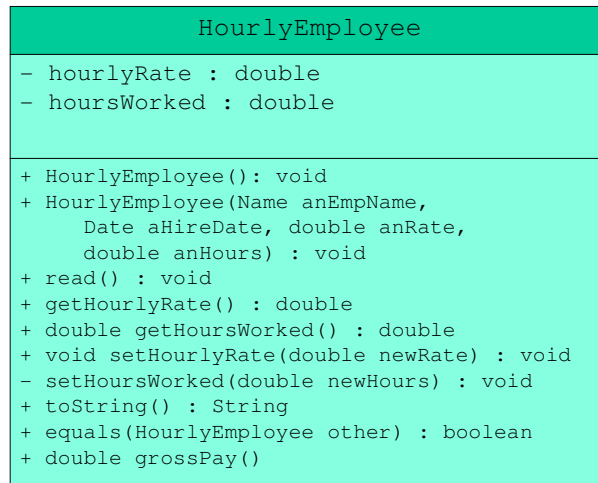 HourlyEmployee
- hourlyRate : double
- hoursWorked : double
+ HourlyEmployee(): void
+ HourlyEmployee(Name anEmpName,
Date aHireDate, double anRate,
double anHours) : void
+ read() : void
+ getHourlyRate() : double
+ double getHoursWorked() : double
+ void setHourlyRate(double newRate) : void
- setHoursWorked(double newHours) : void
+ toString() : String
+ equals(HourlyEmployee other) : boolean
+ double grossPay()